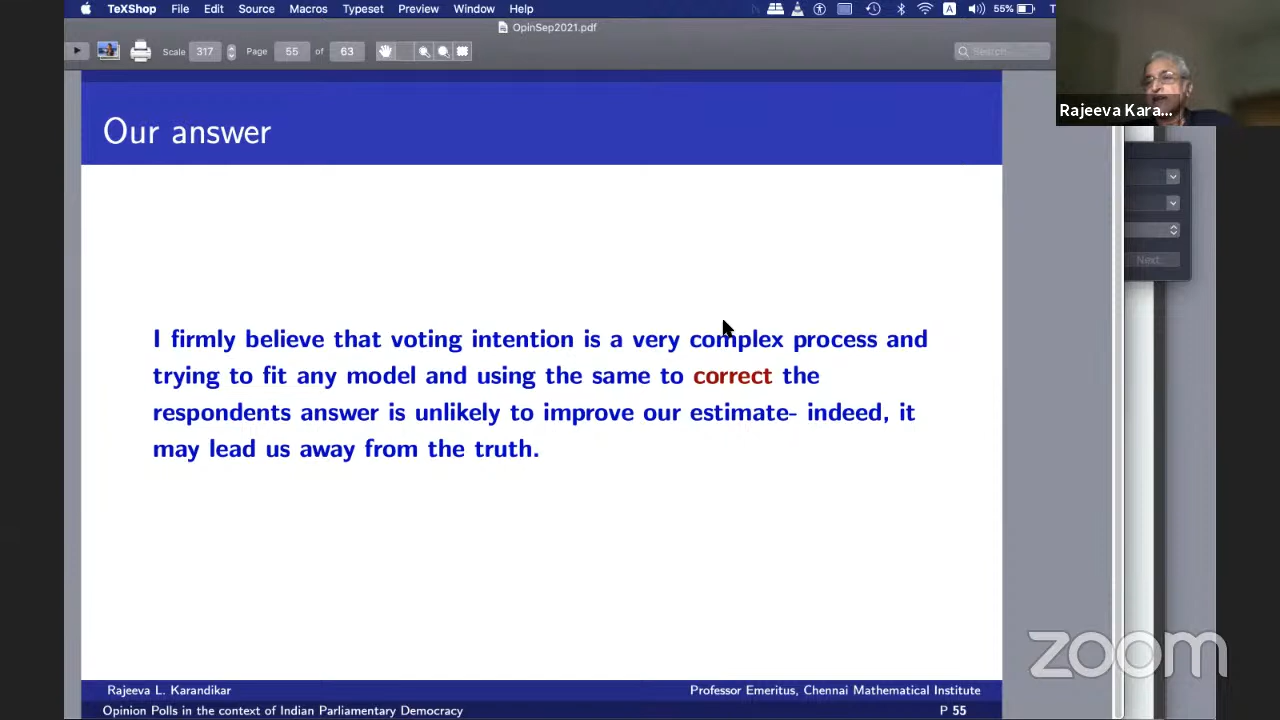 TeXShop File Edit Source Macros Typeset Preview Window Help 55%
OpinSep2021.pdf
Scale 317 Page 55 of 63 Search
Rajeeva Kara...
Our answer
Next
I firmly believe that voting intention is a very complex process and
trying to fit any model and using the same to correct the
respondents answer is unlikely to improve our estimate- indeed, it
may lead us away from the truth.
zoom
Rajeeva L. Karandikar Professor Emeritus, Chennai Mathematical Institute
Opinion Polls in the context of Indian Parliamentary Democracy P 55